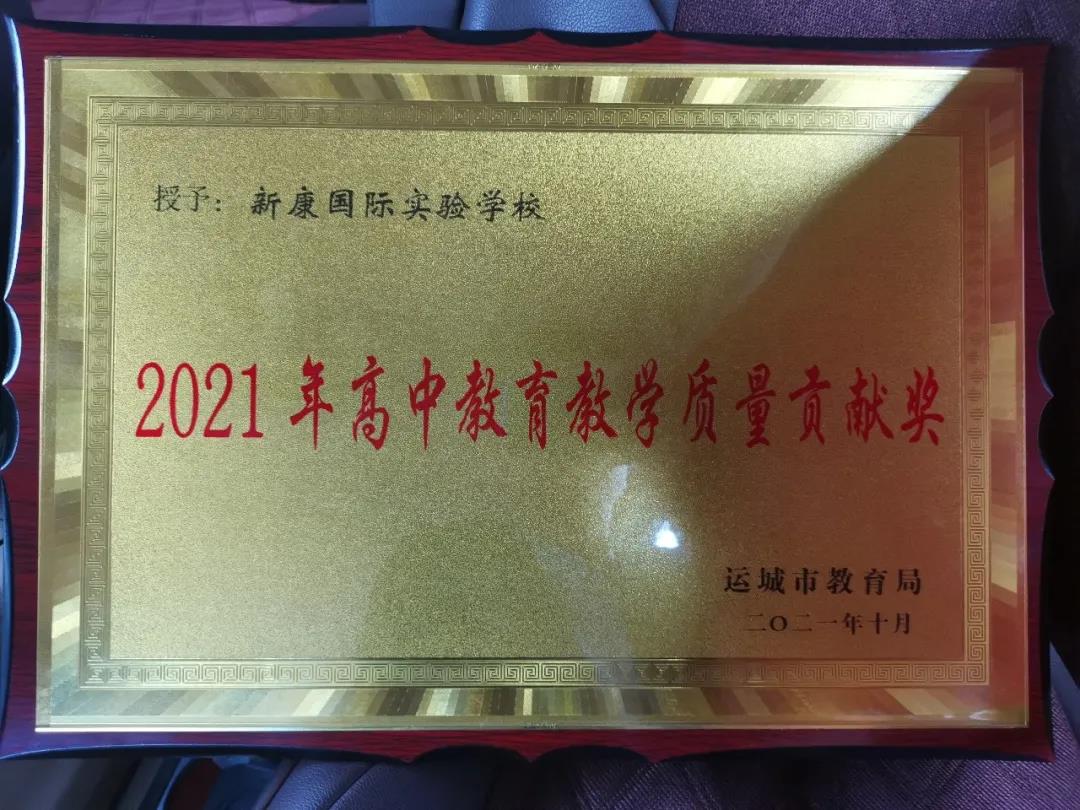 授予：新康国际实验学校
2021年高中教育教学质量贡献奖
运城市教育局
二〇二一年十月